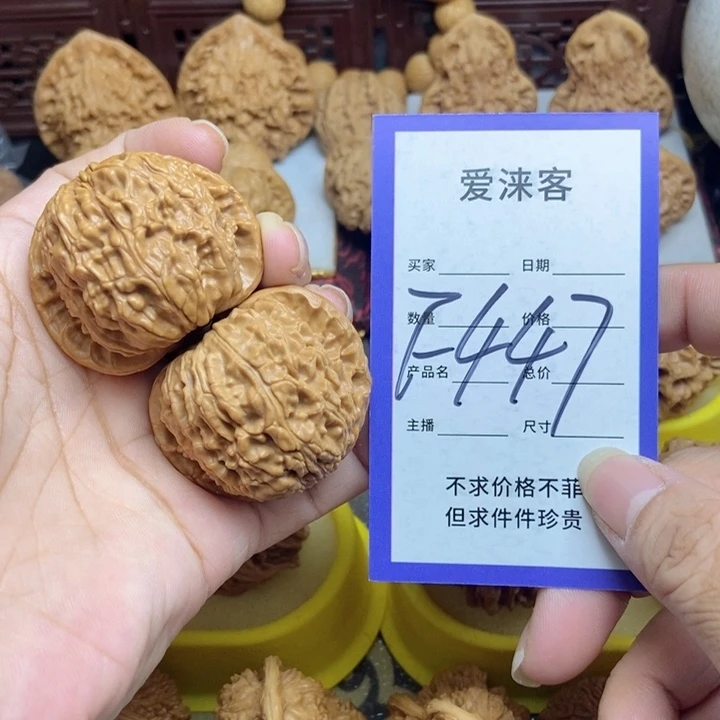 爱涞客
买家 日期
数量 价格
F-447
产品名 总价
主播 尺寸
不求价格不菲
但求件件珍贵